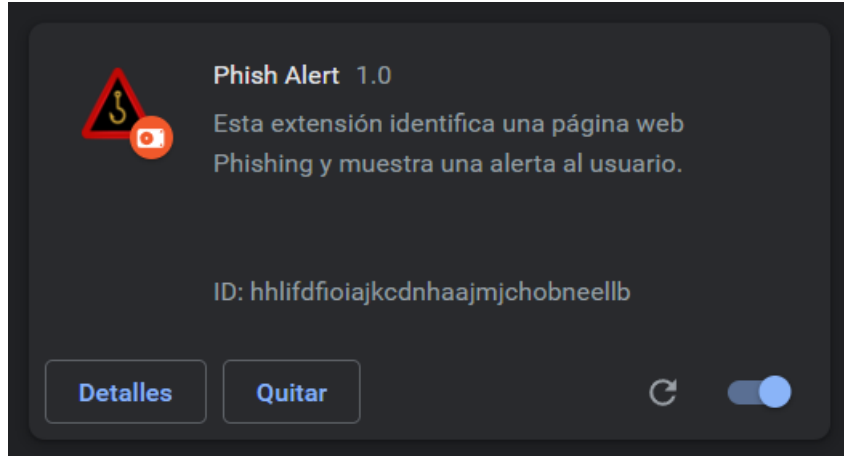 Phish Alert 1.0
Esta extensión identifica una página web
Phishing y muestra una alerta al usuario.
ID: hhlifdfioiajkcdnhaajmjchobneellb
Detalles Quitar